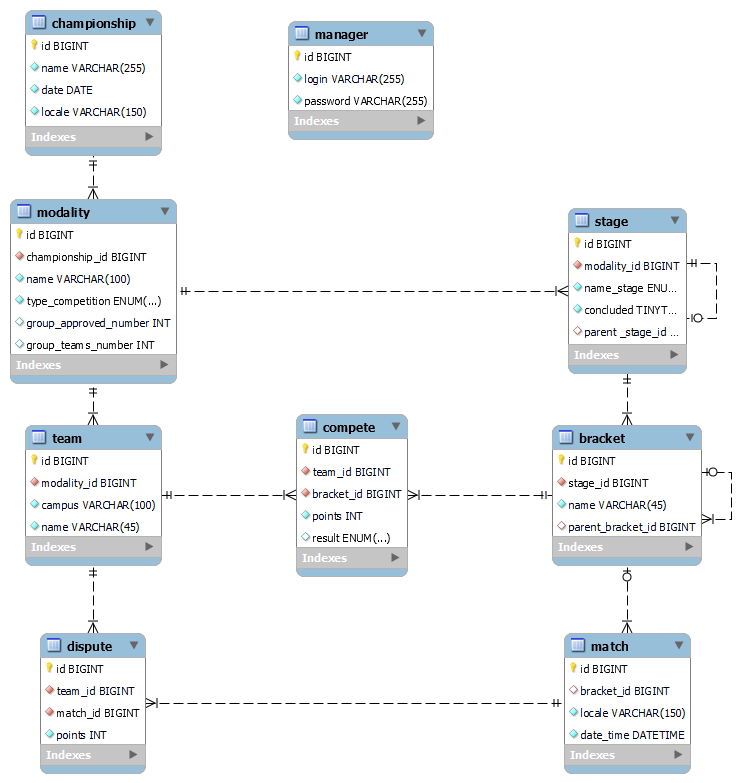 championship
id BIGINT
name VARCHAR(255)
date DATE
locale VARCHAR(150)
Indexes
manager
id BIGINT
login VARCHAR(255)
password VARCHAR(255)
Indexes
modality
id BIGINT
championship_id BIGINT
name VARCHAR(100)
type_competition ENUM(...)
group_approved_number INT
group_teams_number INT
Indexes
stage
id BIGINT
modality_id BIGINT
name_stage ENU...
concluded TINYT...
parent _stage_id ...
Indexes
team
id BIGINT
modality_id BIGINT
campus VARCHAR(100)
name VARCHAR(45)
Indexes
compete
id BIGINT
team_id BIGINT
bracket_id BIGINT
points INT
result ENUM(...)
Indexes
bracket
id BIGINT
stage_id BIGINT
name VARCHAR(45)
parent_bracket_id BIGINT
Indexes
dispute
id BIGINT
team_id BIGINT
match_id BIGINT
points INT
Indexes
match
id BIGINT
bracket_id BIGINT
locale VARCHAR(150)
date_time DATETIME
Indexes